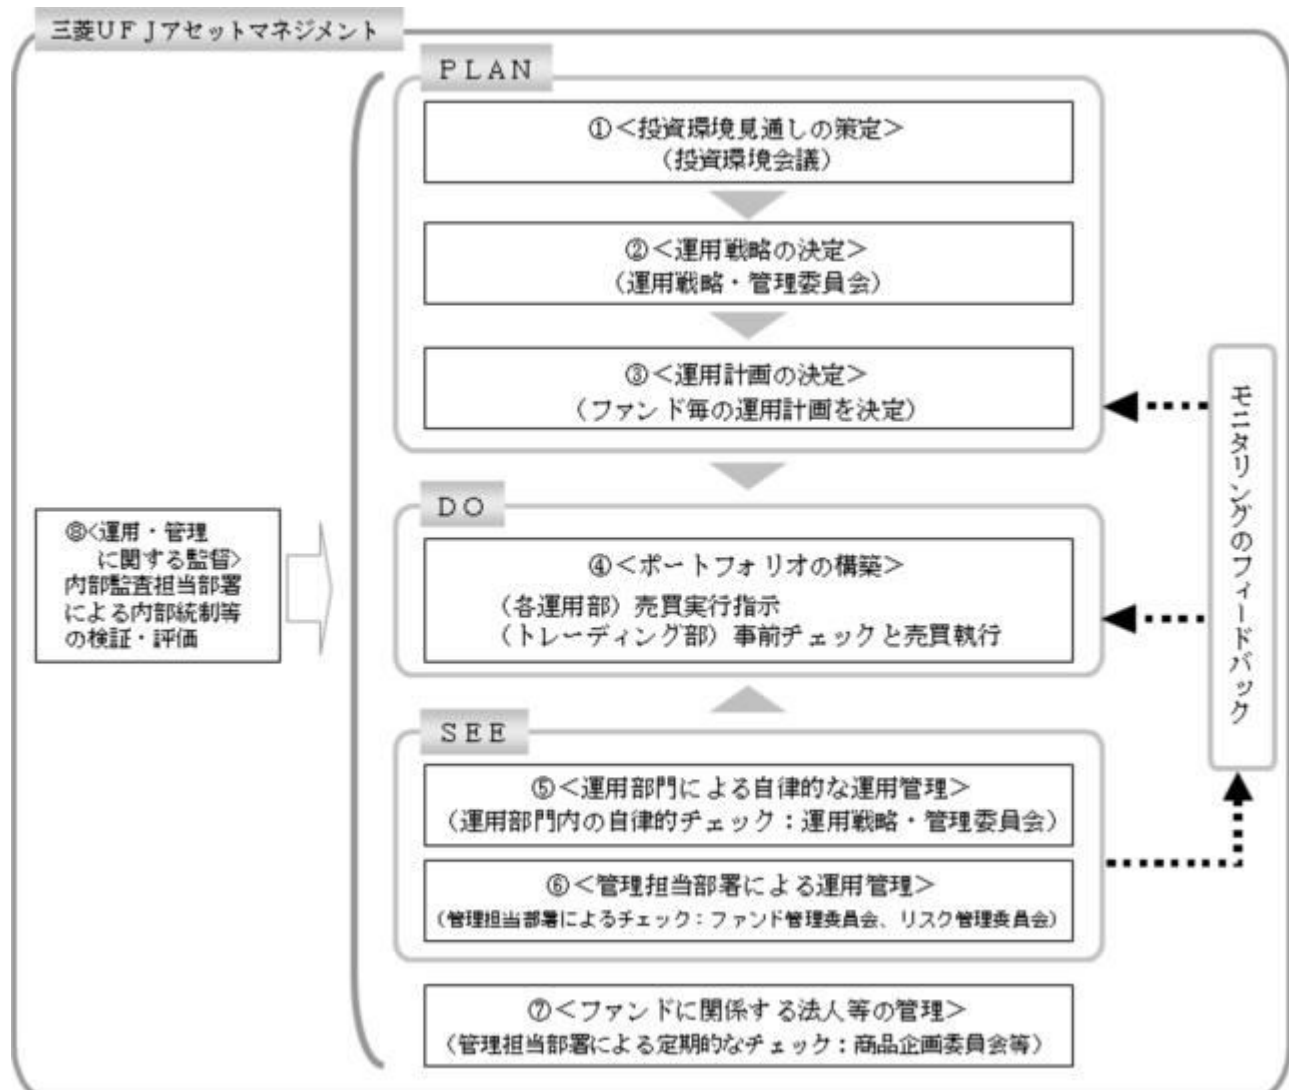 三菱ＵＦＪアセットマネジメント
ＰＬＡＮ
①＜投資環境見通しの策定＞
（投資環境会議）
②＜運用戦略の決定＞
（運用戦略・管理委員会）
③＜運用計画の決定＞
（ファンド毎の運用計画を決定）
ＤＯ
④＜ポートフォリオの構築＞
（各運用部）売買実行指示
（トレーディング部）事前チェックと売買執行
ＳＥＥ
⑤＜運用部門による自律的な運用管理＞
（運用部門内の自律的チェック：運用戦略・管理委員会）
⑥＜管理担当部署による運用管理＞
（管理担当部署によるチェック：ファンド管理委員会、リスク管理委員会）
⑦＜ファンドに関係する法人等の管理＞
（管理担当部署による定期的なチェック：商品企画委員会等）
⑧＜運用・管理
に関する監督＞
内部監査担当部署
による内部統制等
の検証・評価
モニタリングのフィードバック